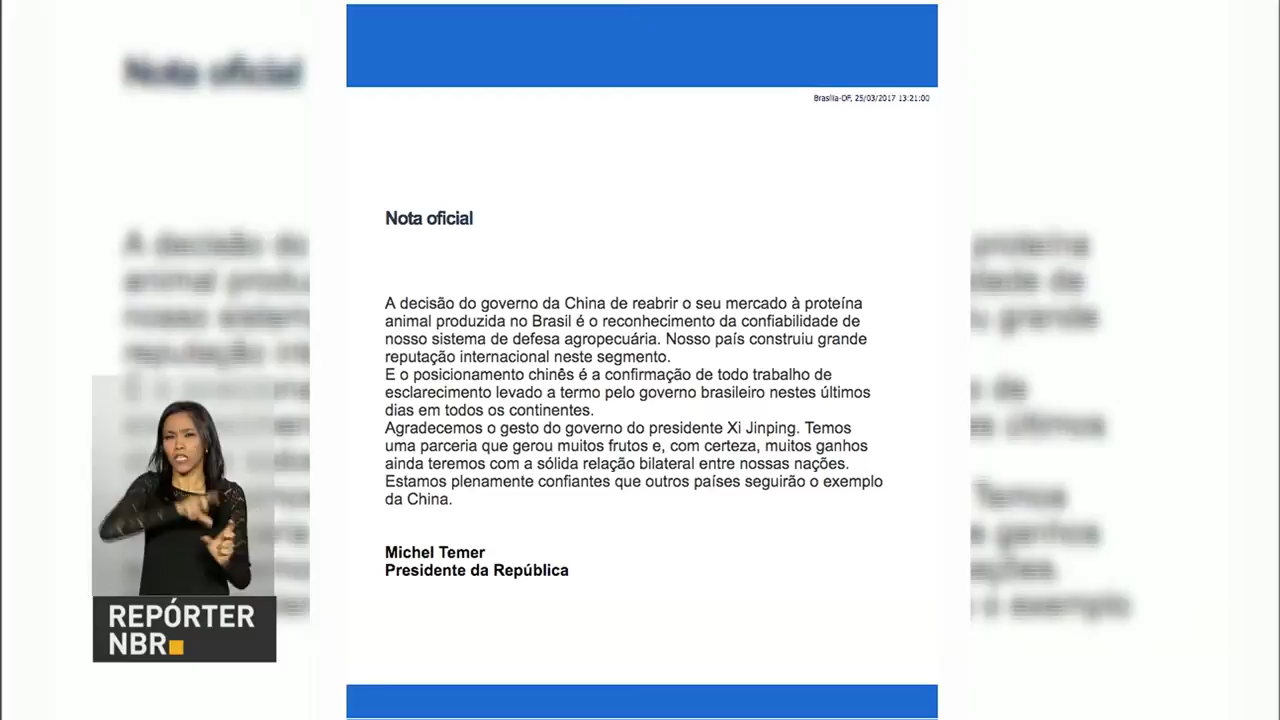 Brasília-DF, 25/03/2017 13:21:00
Nota oficial
A decisão do governo da China de reabrir o seu mercado à proteína
animal produzida no Brasil é o reconhecimento da confiabilidade de
nosso sistema de defesa agropecuária. Nosso país construiu grande
reputação internacional neste segmento.
E o posicionamento chinês é a confirmação de todo trabalho de
esclarecimento levado a termo pelo governo brasileiro nestes últimos
dias em todos os continentes.
Agradecemos o gesto do governo do presidente Xi Jinping. Temos
uma parceria que gerou muitos frutos e, com certeza, muitos ganhos
ainda teremos com a sólida relação bilateral entre nossas nações.
Estamos plenamente confiantes que outros países seguirão o exemplo
da China.
Michel Temer
Presidente da República
REPÓRTER
NBR